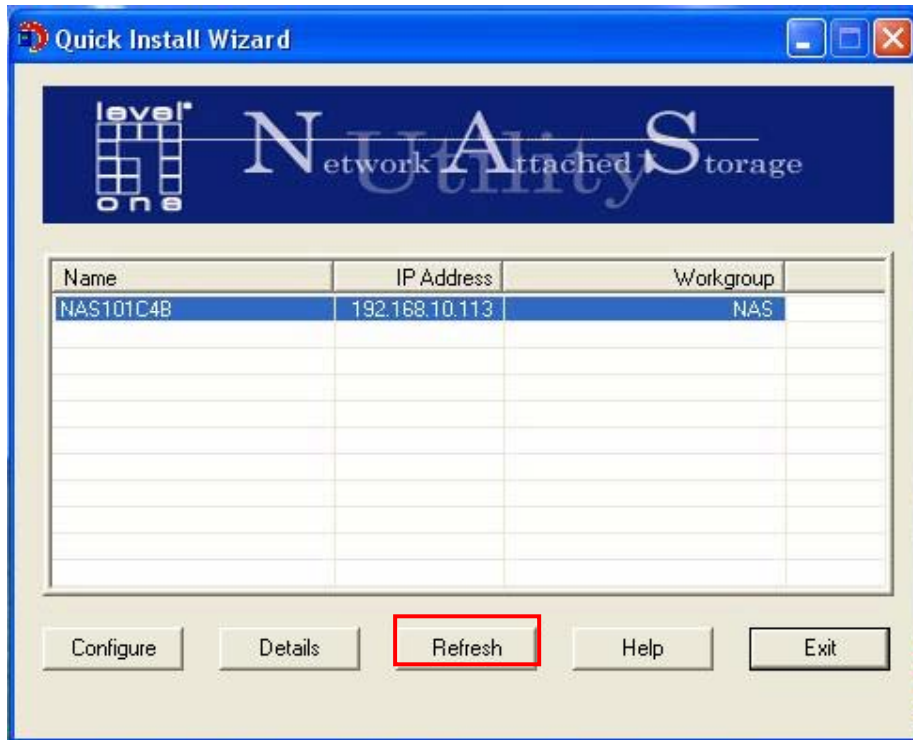 Quick Install Wizard
level one
Network Attached Storage
Utility
Name IP Address Workgroup
NAS101C4B 192.168.10.113 NAS
Configure Details Refresh Help Exit